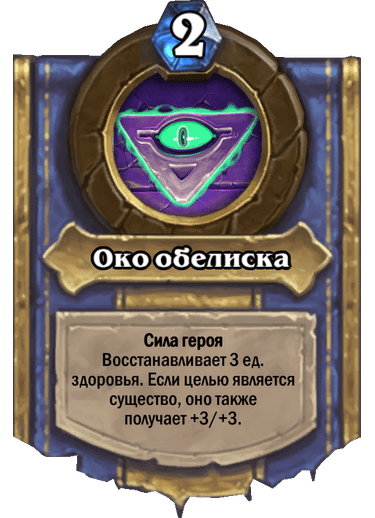 2
Око обелиска
Сила героя
Восстанавливает 3 ед.
здоровья. Если целью является
существо, оно также
получает +3/+3.